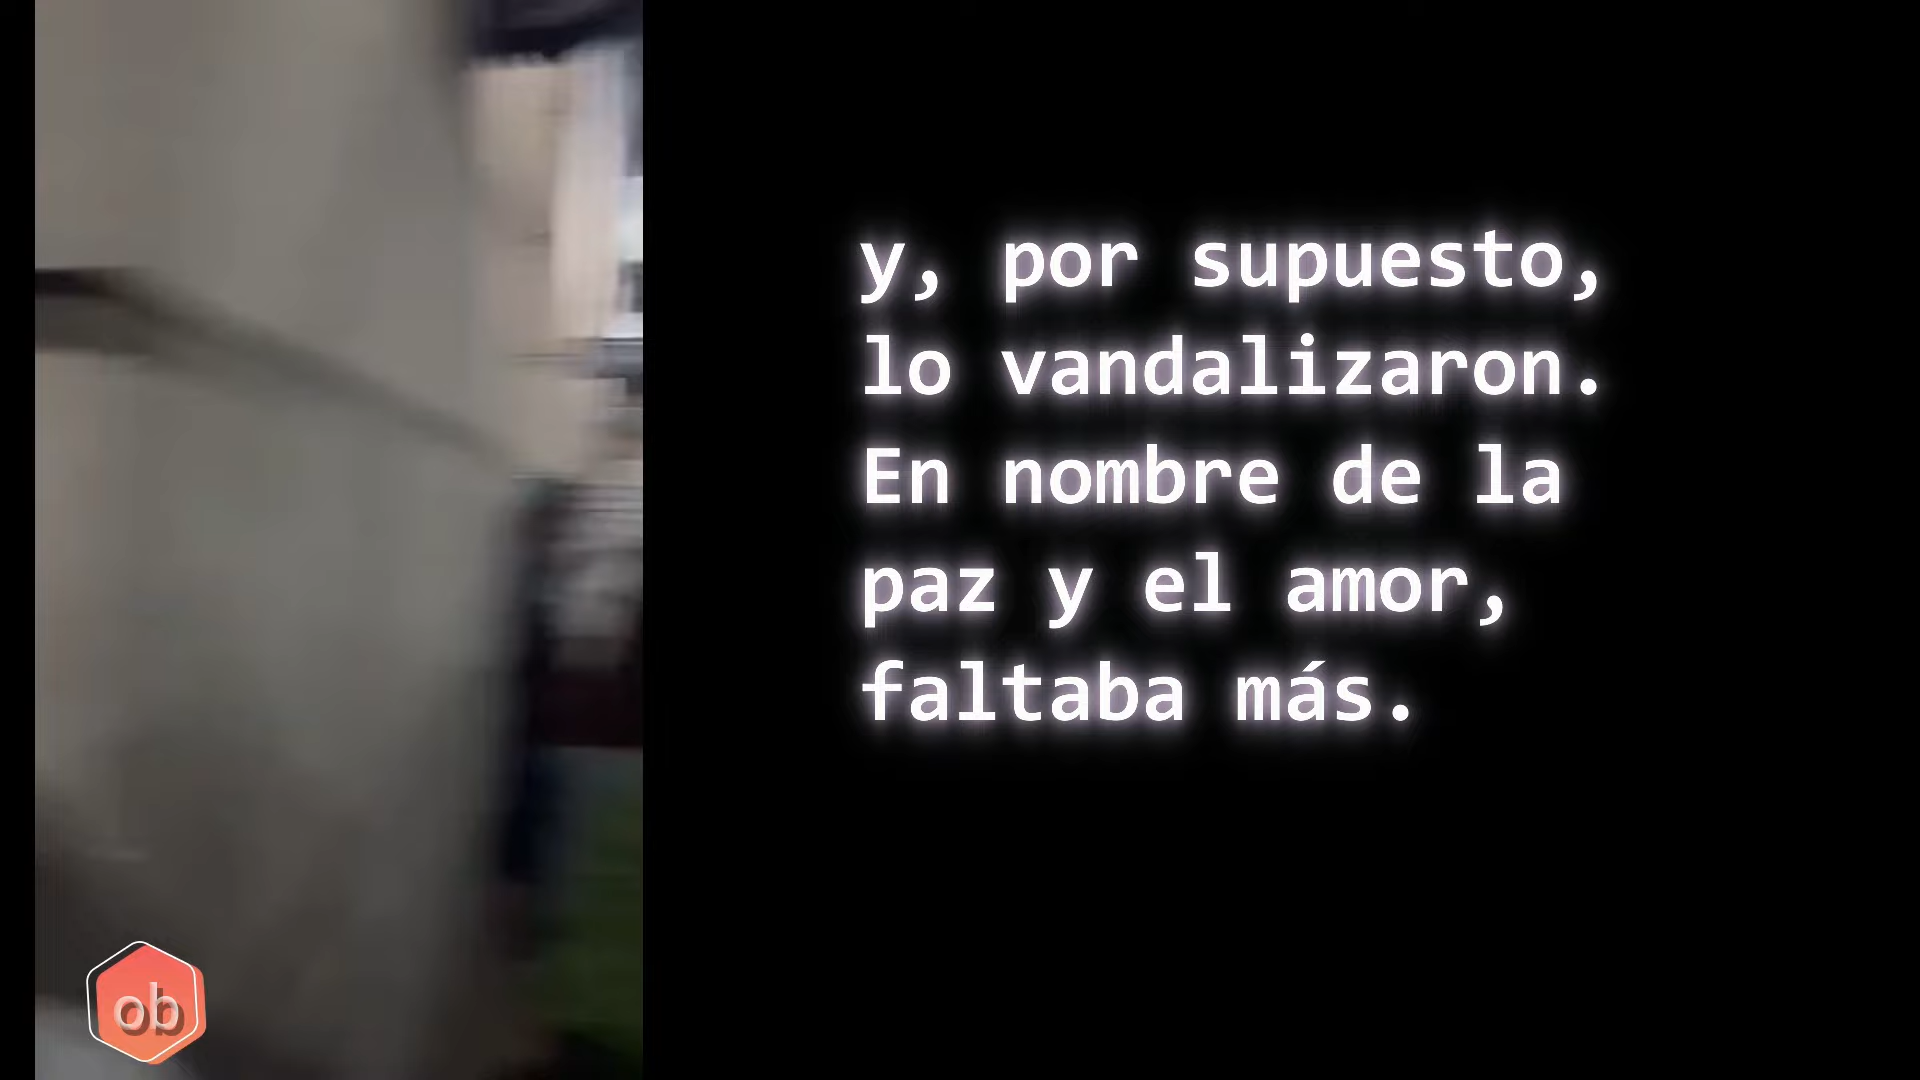 y, por supuesto,
lo vandalizaron.
En nombre de la
paz y el amor,
faltaba más.
ob